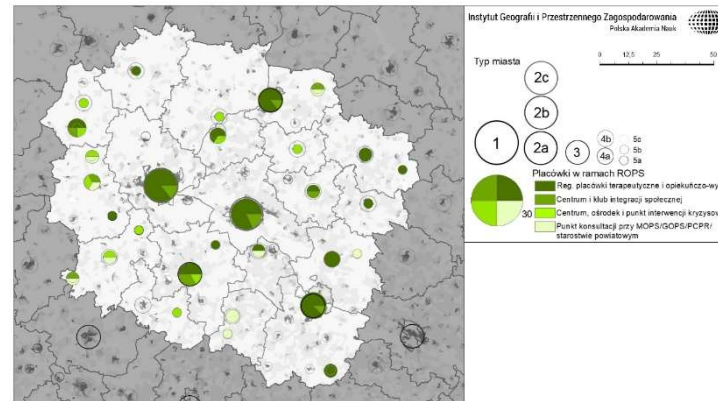 Instytut Geografii i Przestrzennego Zagospodarowania
Polska Akademia Nauk
Typ miasta
0 12,5 25 50
2c
2b
1
2a
3
4b
4a
5c
5b
5a
Placówki w ramach ROPS
30
Reg. placówki terapeutyczne i opiekuńczo-wy
Centrum i klub integracji społecznej
Centrum, ośrodek i punkt interwencji kryzysow
Punkt konsultacji przy MOPS/GOPS/PCPR/
starostwie powiatowym